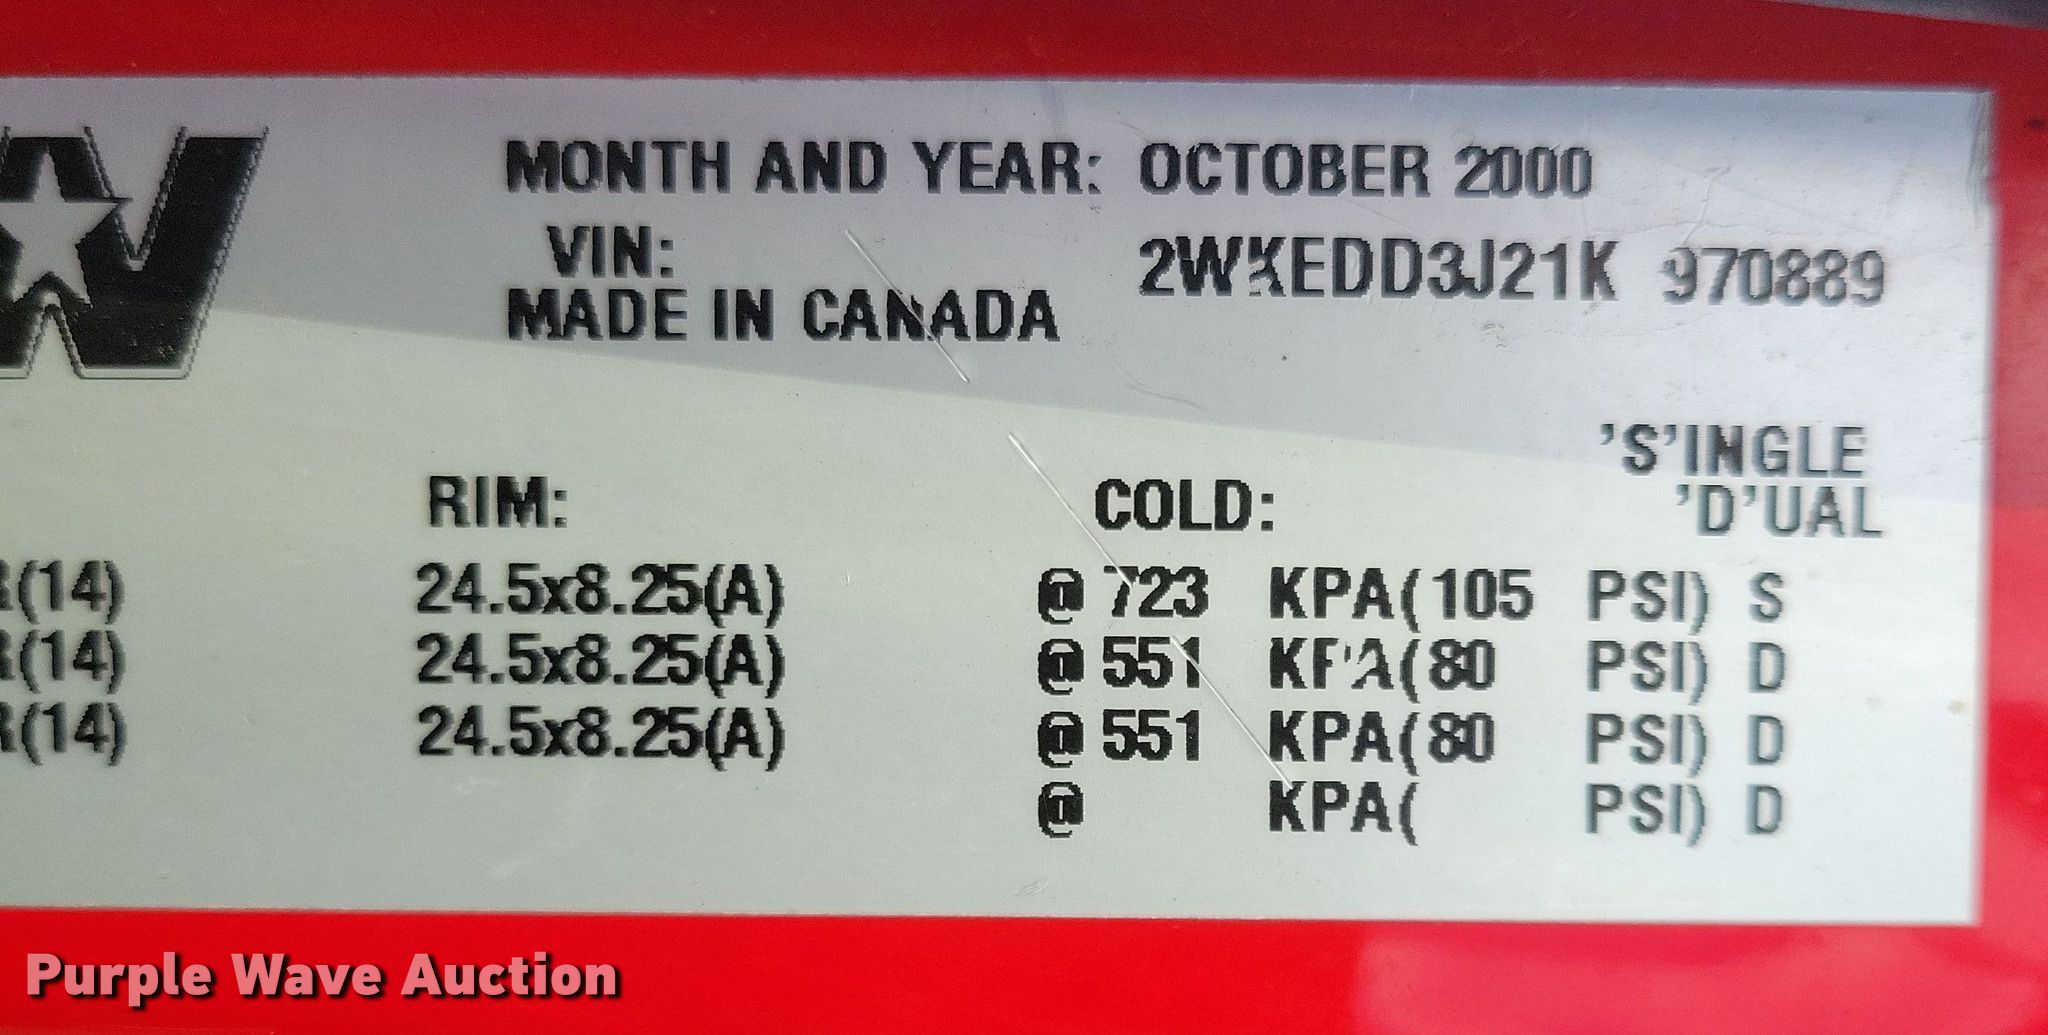 MONTH AND YEAR: OCTOBER 2000
VIN: 2WKEDD3J21K 970889
MADE IN CANADA
'S'INGLE
RIM: COLD: 'D'UAL
R(14) 24.5x8.25(A) @ 723 KPA(105 PSI) S
R(14) 24.5x8.25(A) @ 551 KPA(80 PSI) D
R(14) 24.5x8.25(A) @ 551 KPA(80 PSI) D
@ KPA( PSI) D
Purple Wave Auction